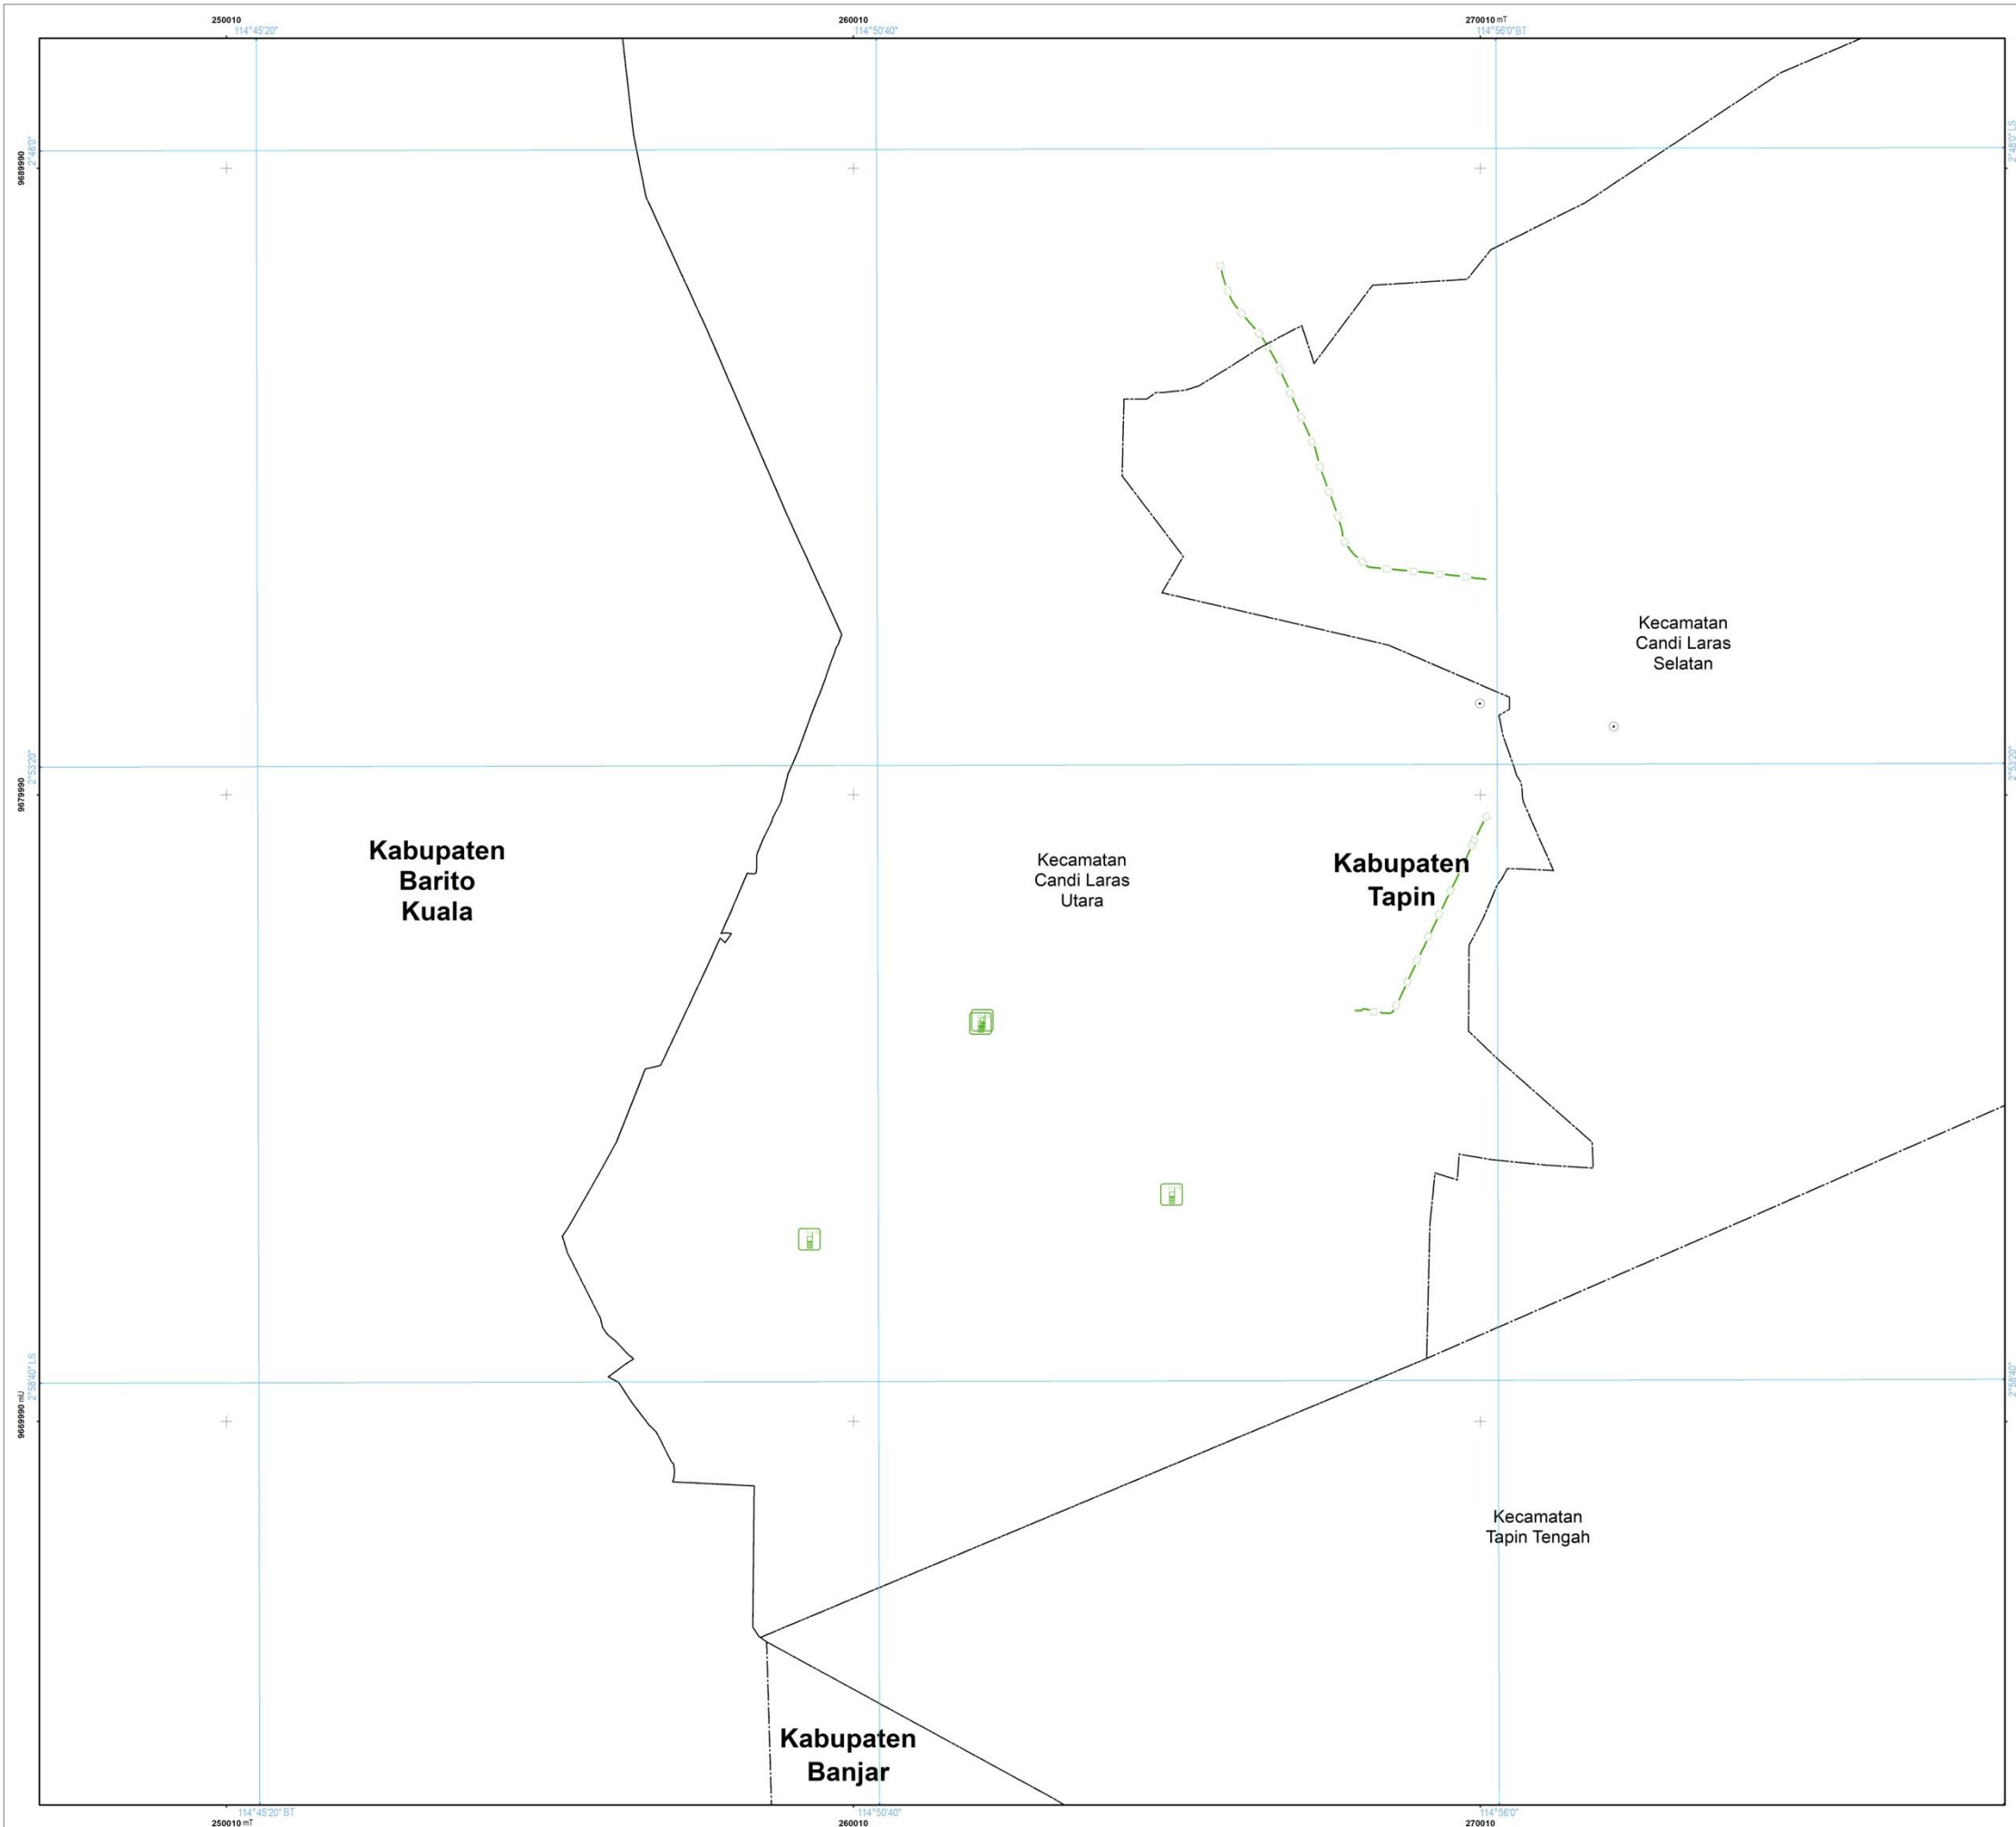 250010
260010
270010 mT
114°45'20"
114°50'40"
114°56'0" BT
2°48'0"
2°48'0" LS
9689990
Kecamatan
Candi Laras
Selatan
2°53'20"
2°53'20"
9679990
Kabupaten
Barito
Kuala
Kecamatan
Candi Laras
Utara
Kabupaten
Tapin
2°58'40" LS
2°58'40"
9669990 mU
Kecamatan
Tapin Tengah
Kabupaten
Banjar
114°45'20" BT
114°50'40"
114°56'0"
250010 mT
260010
270010